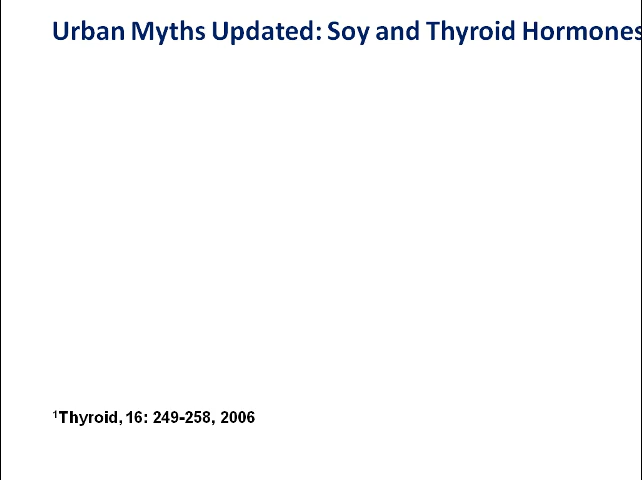 Urban Myths Updated: Soy and Thyroid Hormones
¹Thyroid, 16: 249-258, 2006